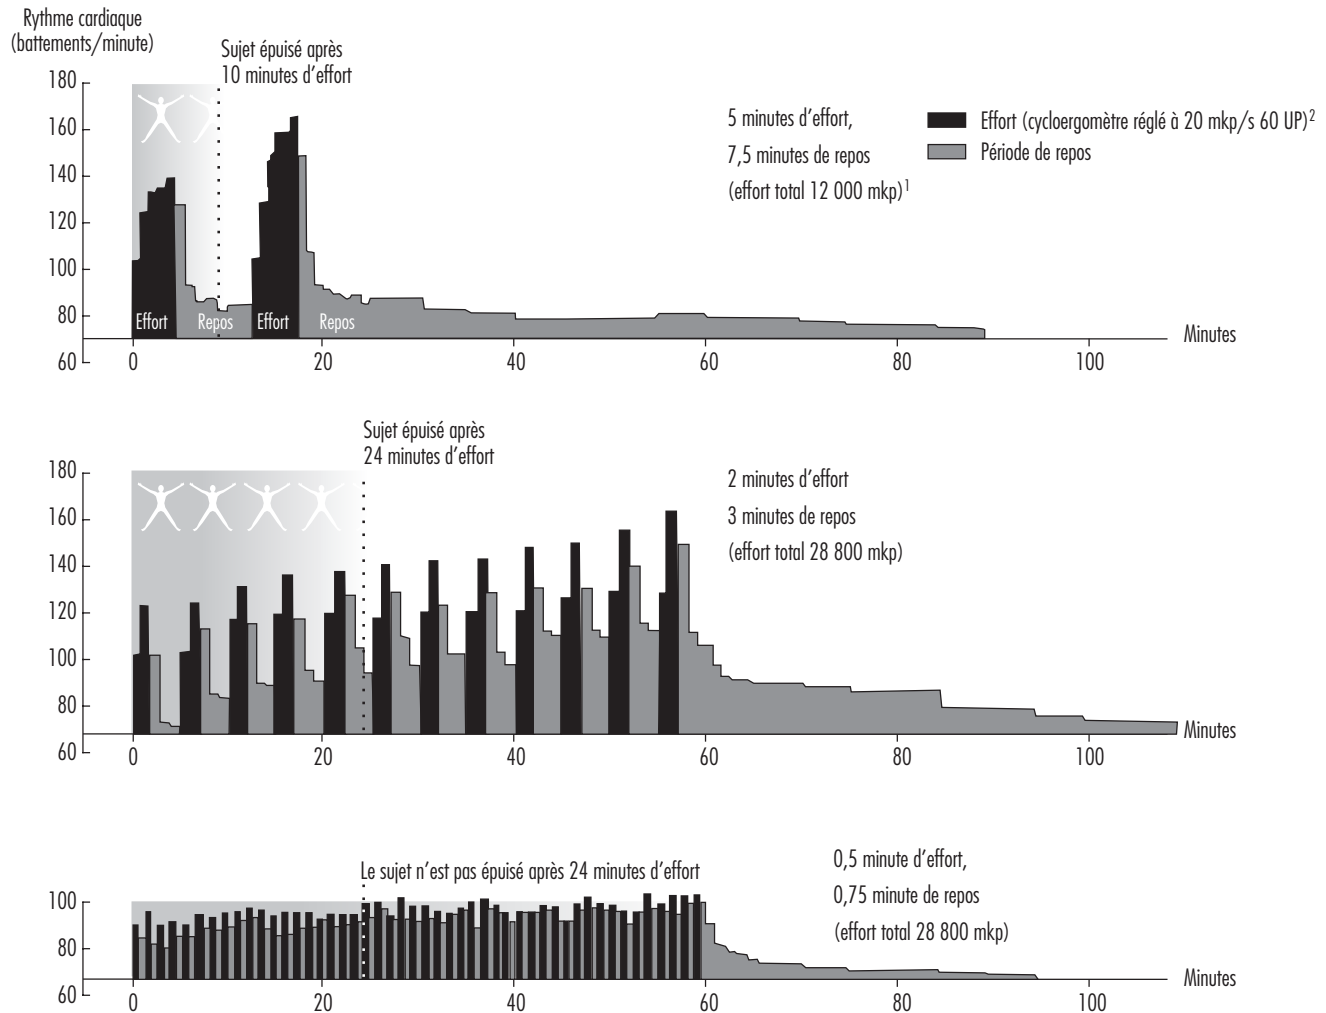 Rythme cardiaque
(battements/minute)
Sujet épuisé après
10 minutes d'effort
180
160
140
120
100
80
60
5 minutes d'effort,
7,5 minutes de repos
(effort total 12 000 mkp)1
Effort (cycloergomètre réglé à 20 mkp/s 60 UP)2
Période de repos
Effort
Repos
Effort
Repos
Minutes
0 20 40 60 80 100
Sujet épuisé après
24 minutes d'effort
180
160
140
120
100
80
60
2 minutes d'effort
3 minutes de repos
(effort total 28 800 mkp)
Minutes
0 20 40 60 80 100
Le sujet n'est pas épuisé après 24 minutes d'effort
100
80
60
0,5 minute d'effort,
0,75 minute de repos
(effort total 28 800 mkp)
Minutes
0 20 40 60 80 100